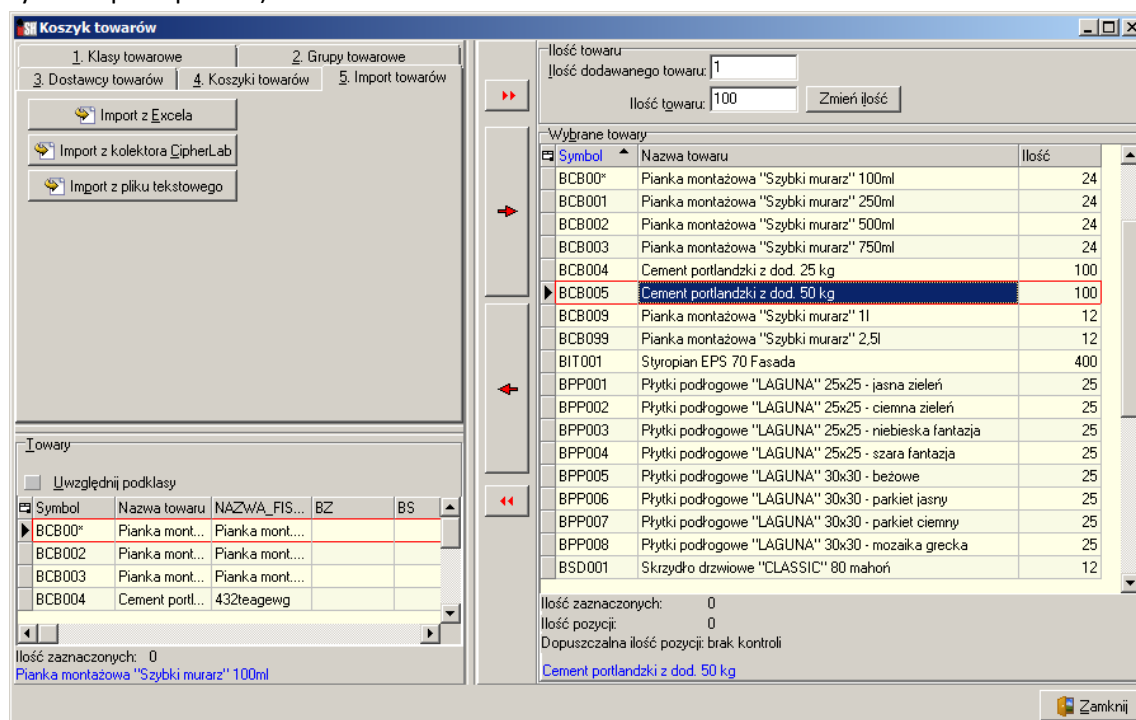 Koszyk towarów
1. Klasy towarowe 2. Grupy towarowe
3. Dostawcy towarów 4. Koszyki towarów 5. Import towarów
Import z Excela
Import z kolektora CipherLab
Import z pliku tekstowego
Towary
Uwzględnij podklasy
Symbol Nazwa towaru NAZWA_FIS... BZ BS
BCB00* Pianka mont... Pianka mont....
BCB002 Pianka mont... Pianka mont....
BCB003 Pianka mont... Pianka mont....
BCB004 Cement portl... 432teagewg
Ilość zaznaczonych: 0
Pianka montażowa "Szybki murarz" 100ml
Ilość towaru
Ilość dodawanego towaru: 1
Ilość towaru: 100 Zmień ilość
Wybrane towary
Symbol Nazwa towaru Ilość
BCB00* Pianka montażowa "Szybki murarz" 100ml 24
BCB001 Pianka montażowa "Szybki murarz" 250ml 24
BCB002 Pianka montażowa "Szybki murarz" 500ml 24
BCB003 Pianka montażowa "Szybki murarz" 750ml 24
BCB004 Cement portlandzki z dod. 25 kg 100
BCB005 Cement portlandzki z dod. 50 kg 100
BCB009 Pianka montażowa "Szybki murarz" 1l 12
BCB099 Pianka montażowa "Szybki murarz" 2,5l 12
BIT001 Styropian EPS 70 Fasada 400
BPP001 Płytki podłogowe "LAGUNA" 25x25 - jasna zieleń 25
BPP002 Płytki podłogowe "LAGUNA" 25x25 - ciemna zieleń 25
BPP003 Płytki podłogowe "LAGUNA" 25x25 - niebieska fantazja 25
BPP004 Płytki podłogowe "LAGUNA" 25x25 - szara fantazja 25
BPP005 Płytki podłogowe "LAGUNA" 30x30 - beżowe 25
BPP006 Płytki podłogowe "LAGUNA" 30x30 - parkiet jasny 25
BPP007 Płytki podłogowe "LAGUNA" 30x30 - parkiet ciemny 25
BPP008 Płytki podłogowe "LAGUNA" 30x30 - mozaika grecka 25
BSD001 Skrzydło drzwiowe "CLASSIC" 80 mahoń 12
Ilość zaznaczonych: 0
Ilość pozycji: 0
Dopuszczalna ilość pozycji: brak kontroli
Cement portlandzki z dod. 50 kg
Zamknij